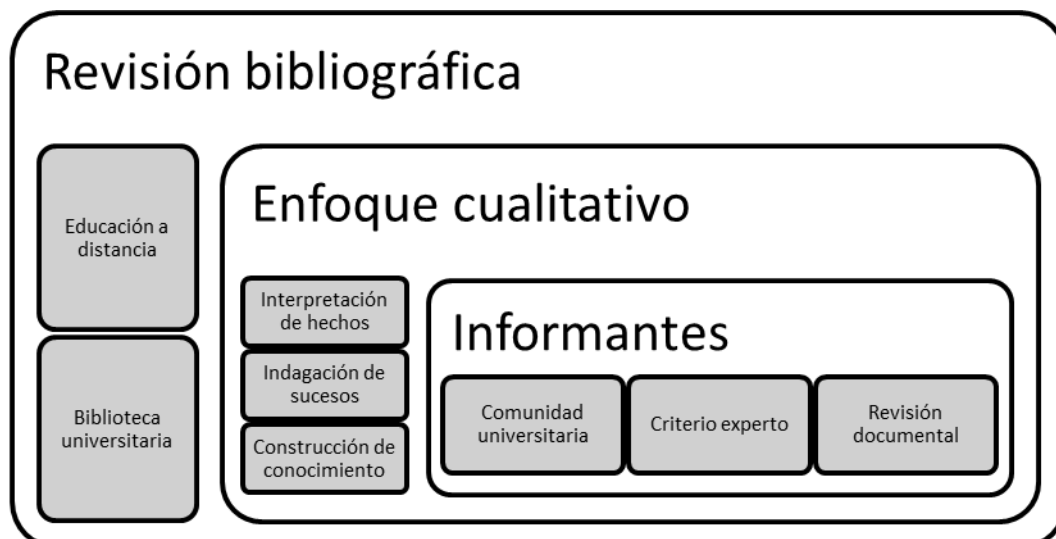 Revisión bibliográfica
Educación a
distancia
Biblioteca
universitaria
Enfoque cualitativo
Interpretación
de hechos
Indagación de
sucesos
Construcción de
conocimiento
Informantes
Comunidad
universitaria
Criterio experto
Revisión
documental